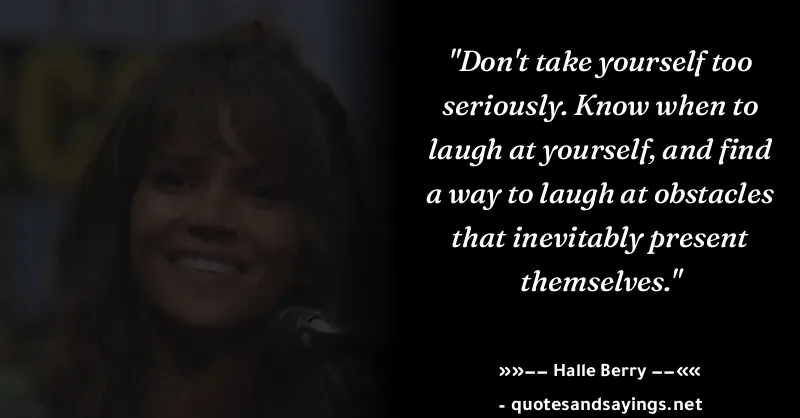 "Don't take yourself too
seriously. Know when to
laugh at yourself, and find
a way to laugh at obstacles
that inevitably present
themselves."
»»–– Halle Berry ––««
- quotesandsayings.net